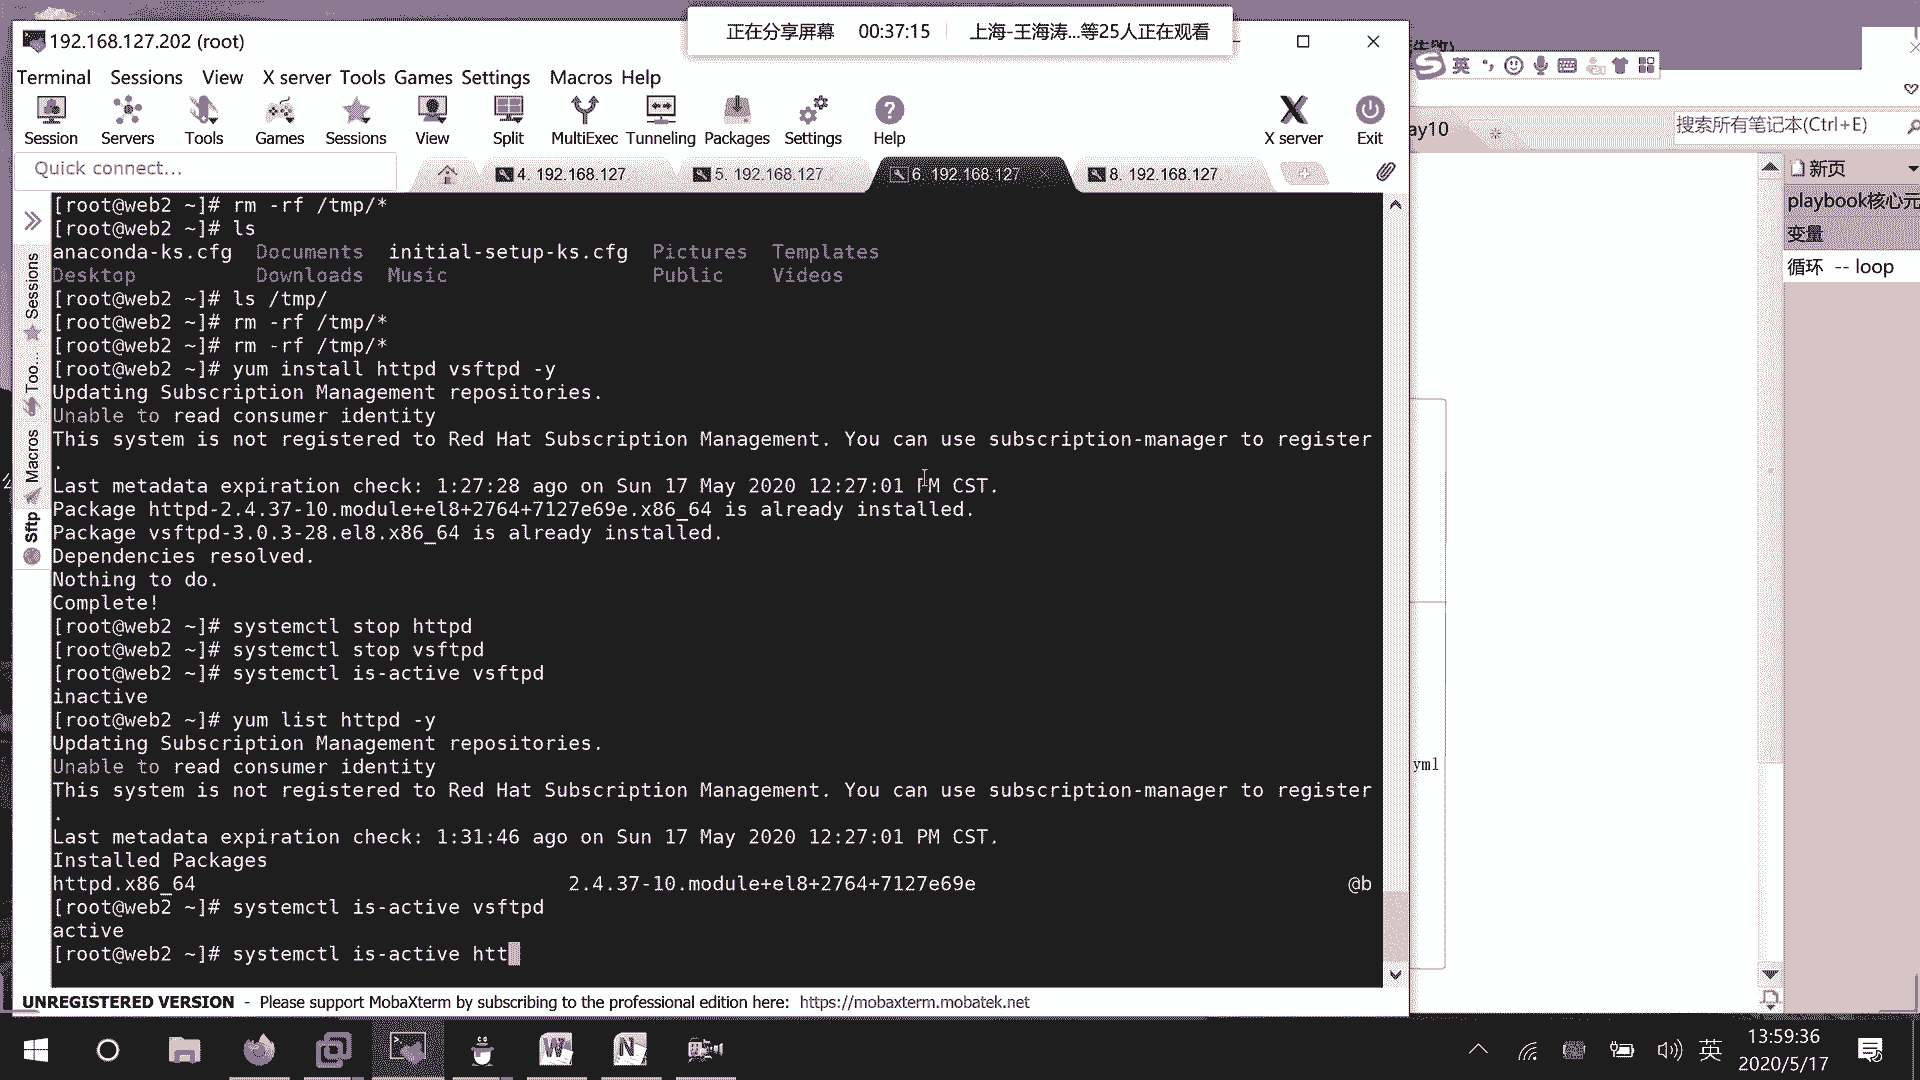 正在分享屏幕 00:37:15 上海-王海涛...等25人正在观看
192.168.127.202 (root)
Terminal Sessions View X server Tools Games Settings Macros Help
英
Session Servers Tools Games Sessions View Split MultiExec Tunneling Packages Settings Help X server Exit
ay10
搜索所有笔记本(Ctrl+E)
Quick connect...
4. 192.168.127. 5. 192.168.127.2 6. 192.168.127 8. 192.168.127.
新页
playbook核心元
变量
循环 -- loop
Sessions
Too...
Macros
Sftp
[root@web2 ~]# rm -rf /tmp/*
[root@web2 ~]# ls
anaconda-ks.cfg Documents initial-setup-ks.cfg Pictures Templates
Desktop Downloads Music Public Videos
[root@web2 ~]# ls /tmp/
[root@web2 ~]# rm -rf /tmp/*
[root@web2 ~]# rm -rf /tmp/*
[root@web2 ~]# yum install httpd vsftpd -y
Updating Subscription Management repositories.
Unable to read consumer identity
This system is not registered to Red Hat Subscription Management. You can use subscription-manager to register
.
Last metadata expiration check: 1:27:28 ago on Sun 17 May 2020 12:27:01 PM CST.
Package httpd-2.4.37-10.module+el8+2764+7127e69e.x86_64 is already installed.
Package vsftpd-3.0.3-28.el8.x86_64 is already installed.
Dependencies resolved.
Nothing to do.
Complete!
[root@web2 ~]# systemctl stop httpd
[root@web2 ~]# systemctl stop vsftpd
[root@web2 ~]# systemctl is-active vsftpd
inactive
[root@web2 ~]# yum list httpd -y
Updating Subscription Management repositories.
Unable to read consumer identity
This system is not registered to Red Hat Subscription Management. You can use subscription-manager to register
.
Last metadata expiration check: 1:31:46 ago on Sun 17 May 2020 12:27:01 PM CST.
Installed Packages
httpd.x86_64 2.4.37-10.module+el8+2764+7127e69e @b
[root@web2 ~]# systemctl is-active vsftpd
active
[root@web2 ~]# systemctl is-active htt
yml
UNREGISTERED VERSION - Please support MobaXterm by subscribing to the professional edition here: https://mobaxterm.mobatek.net
英
13:59:36
2020/5/17